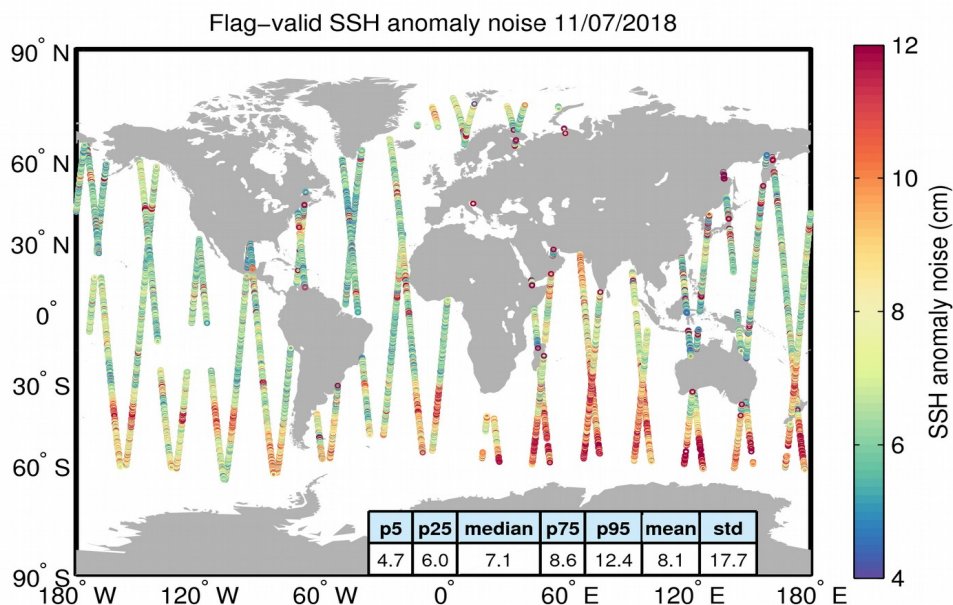 Flag−valid SSH anomaly noise 11/07/2018
90° N
60° N
30° N
0°
30° S
60° S
90° S
180° W
120° W
60° W
0°
60° E
120° E
180° E
p5 p25 median p75 p95 mean std
4.7 6.0 7.1 8.6 12.4 8.1 17.7
12
10
8
6
4
SSH anomaly noise (cm)